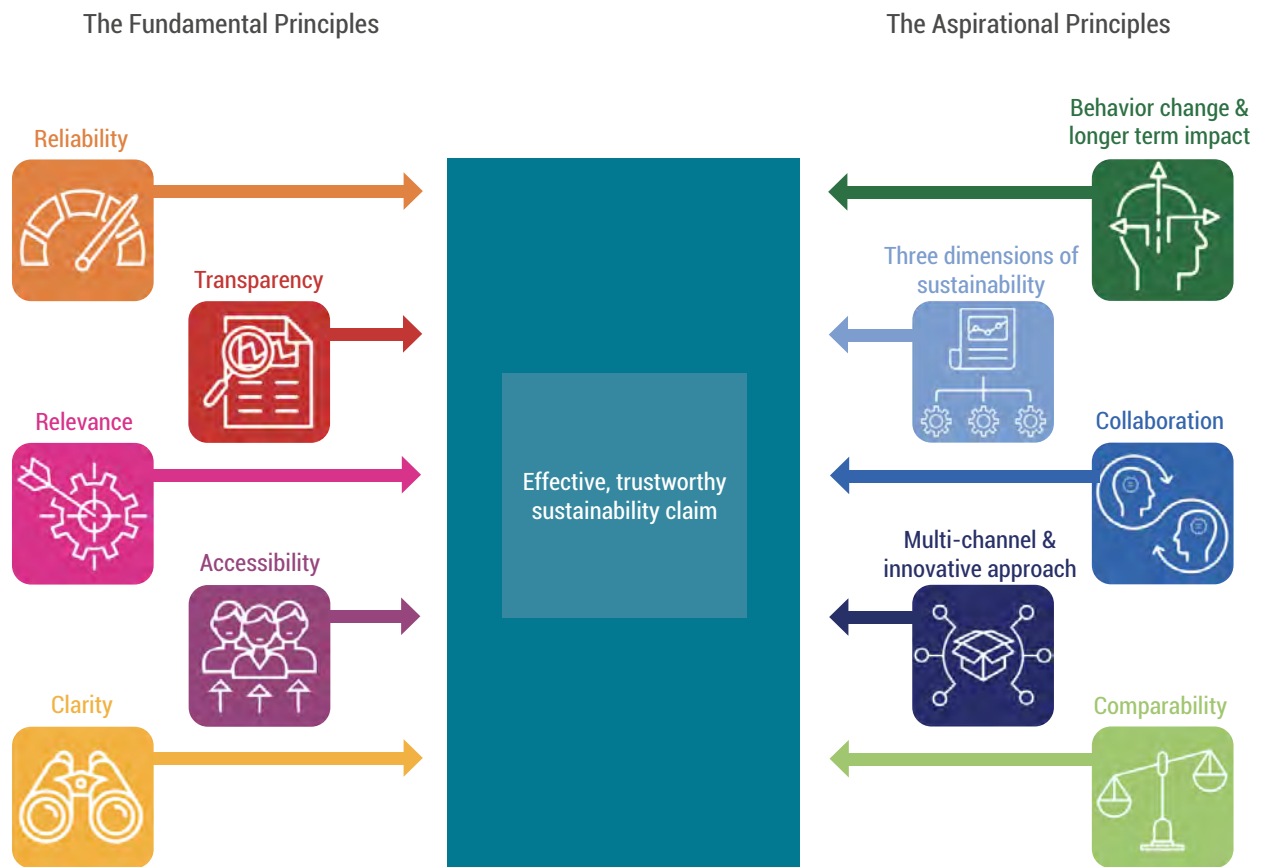 The Fundamental Principles
The Aspirational Principles
Reliability
Transparency
Relevance
Accessibility
Clarity
Effective, trustworthy
sustainability claim
Behavior change &
longer term impact
Three dimensions of
sustainability
Collaboration
Multi-channel &
innovative approach
Comparability